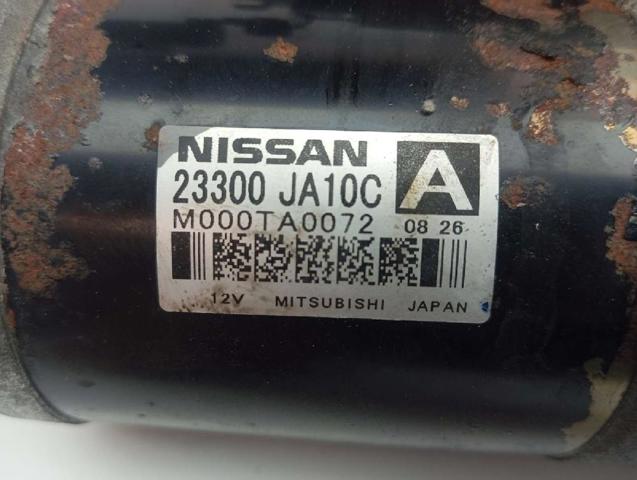 NISSAN
23300 JA10C A
M000TA0072 08 26
12V MITSUBISHI JAPAN